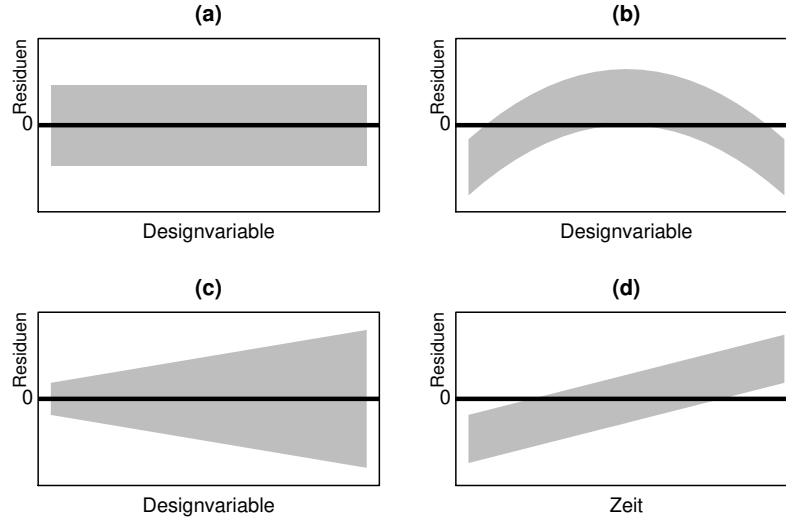 (a)
Residuen
0
Designvariable
(b)
Residuen
0
Designvariable
(c)
Residuen
0
Designvariable
(d)
Residuen
0
Zeit